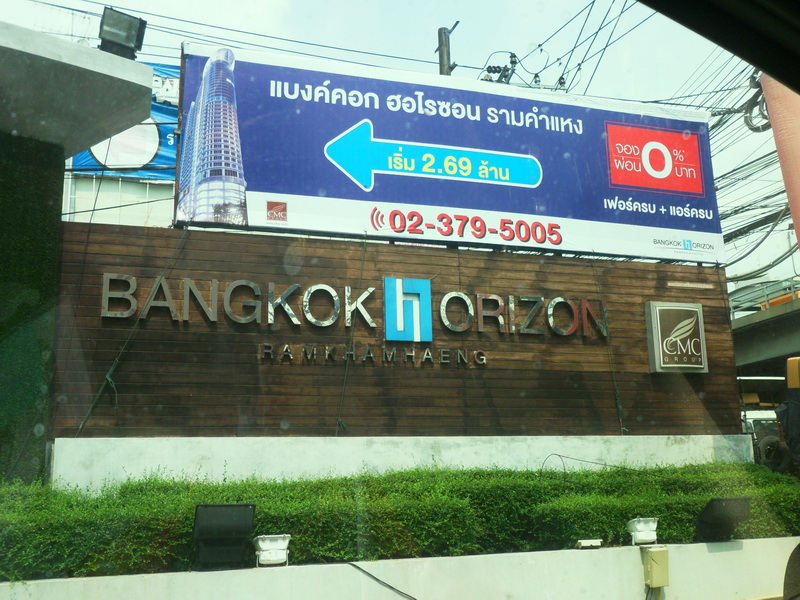 แบงค์คอก ฮอไรซอน รามคำแหง
เริ่ม 2.69 ล้าน
จอง
ผ่อน 0% บาท
เฟอร์ครบ + แอร์ครบ
CMC
02-379-5005
BANGKOK HORIZON
BANGKOK HORIZON
RAMKHAMHAENG
CMC
GROUP